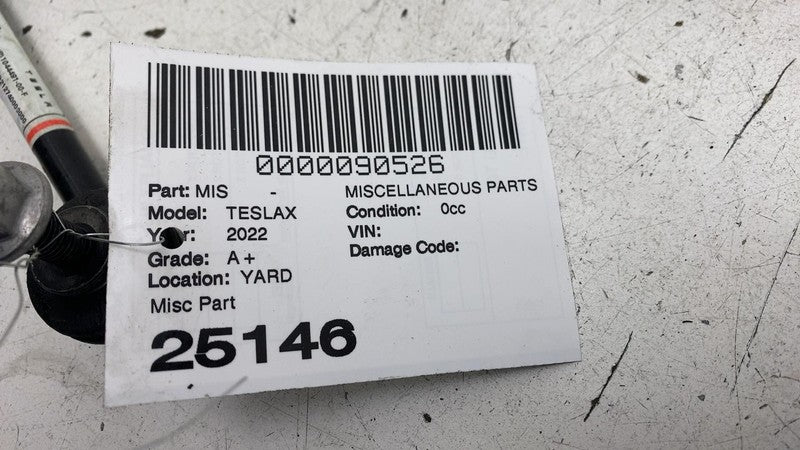 TESLA
0000090526
Part: MIS - MISCELLANEOUS PARTS
Model: TESLAX Condition: 0cc
Year: 2022 VIN:
Grade: A+ Damage Code:
Location: YARD
Misc Part
25146